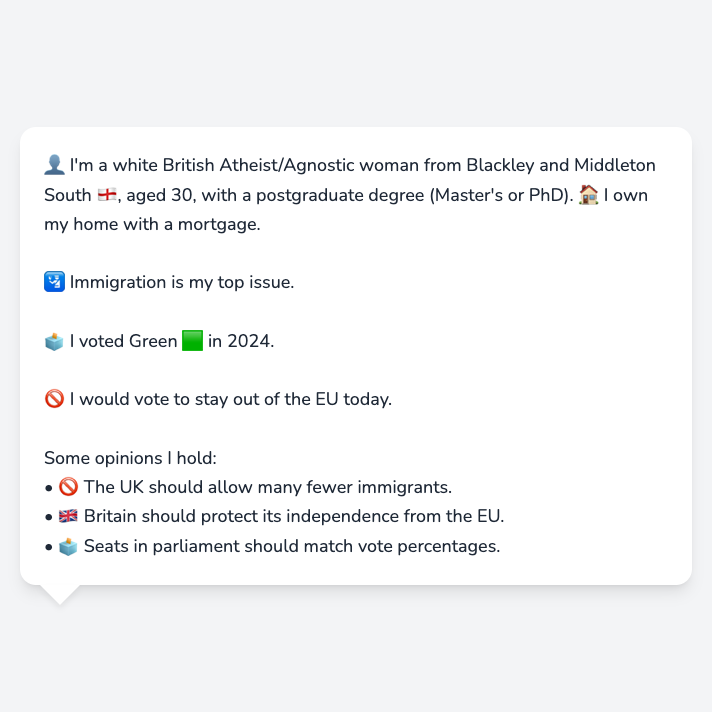 👤 I'm a white British Atheist/Agnostic woman from Blackley and Middleton
South 🏴󠁧󠁢󠁥󠁮󠁧󠁿, aged 30, with a postgraduate degree (Master's or PhD). 🏠 I own
my home with a mortgage.
🛂 Immigration is my top issue.
🗳️ I voted Green 🟩 in 2024.
🚫 I would vote to stay out of the EU today.
Some opinions I hold:
• 🚫 The UK should allow many fewer immigrants.
• 🇬🇧 Britain should protect its independence from the EU.
• 🗳️ Seats in parliament should match vote percentages.